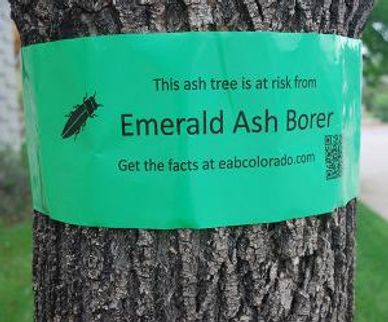 This ash tree is at risk from
Emerald Ash Borer
Get the facts at eabcolorado.com